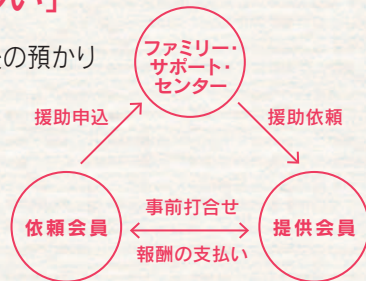 い」
の預かり
ファミリー・
サポート・
センター
援助申込
援助依頼
依頼会員
事前打合せ
報酬の支払い
提供会員